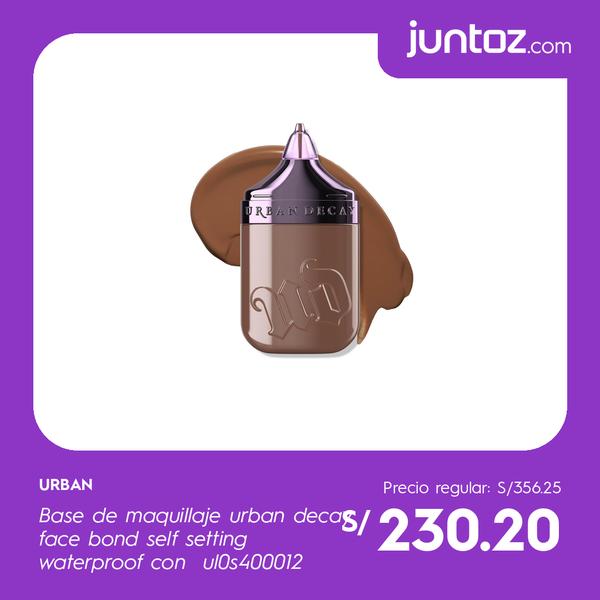 juntoz.com
URBAN DECAY
UD
URBAN
Precio regular: S/356.25
Base de maquillaje urban decay
S/ 230.20
face bond self setting
waterproof con ul0s400012